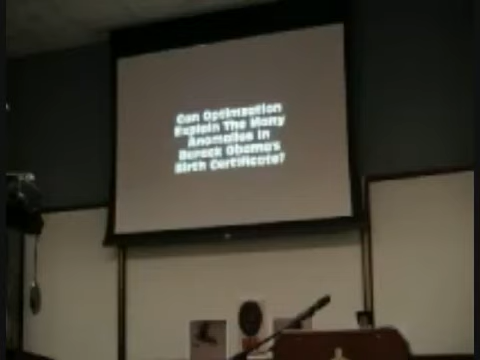 Can Optimization
Explain The Many
Anomalies In
Barack Obama's
Birth Certificate?